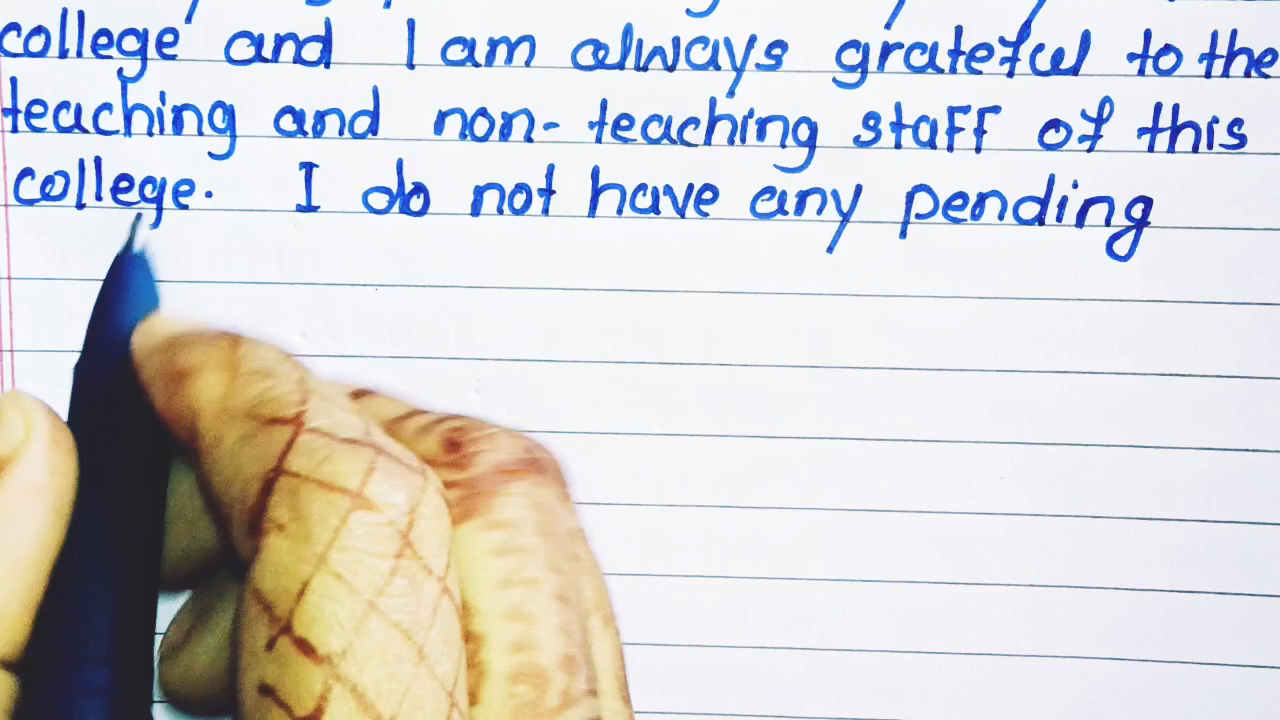 college and I am always grateful to the
teaching and non-teaching staff of this
college. I do not have any pending